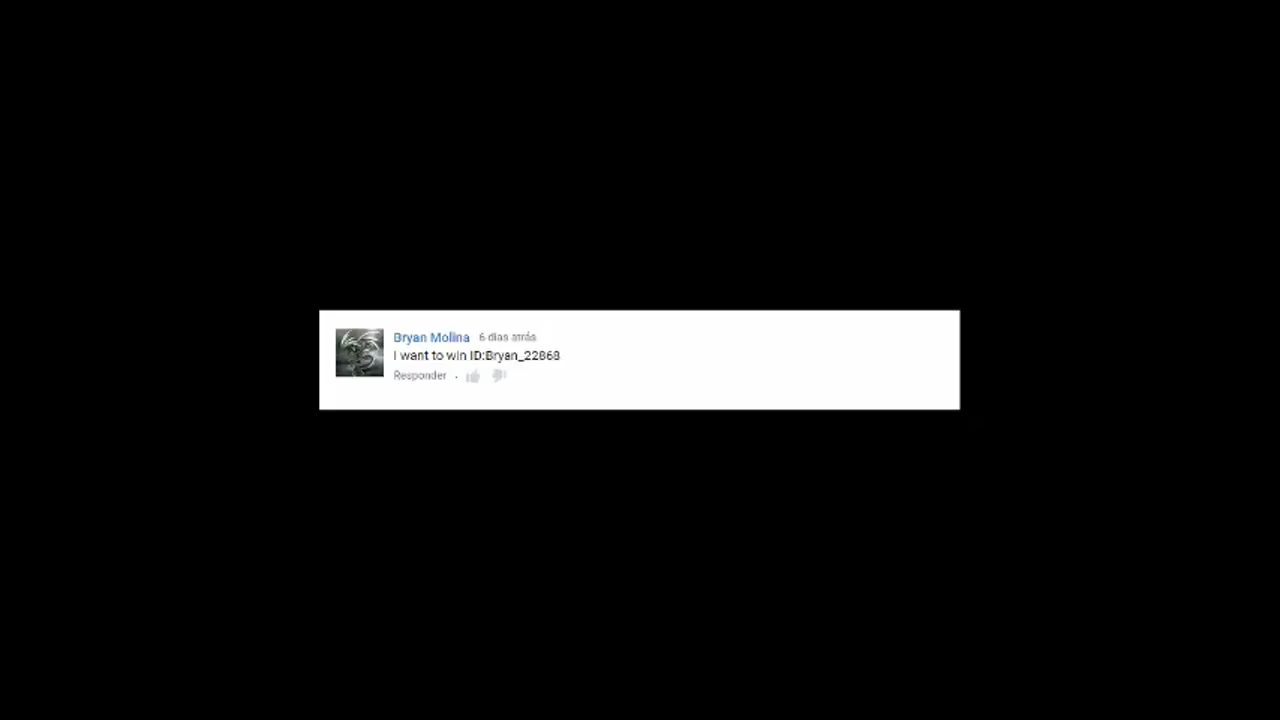 Bryan Molina 6 dias atrás
I want to win ID:Bryan_22868
Responder ·